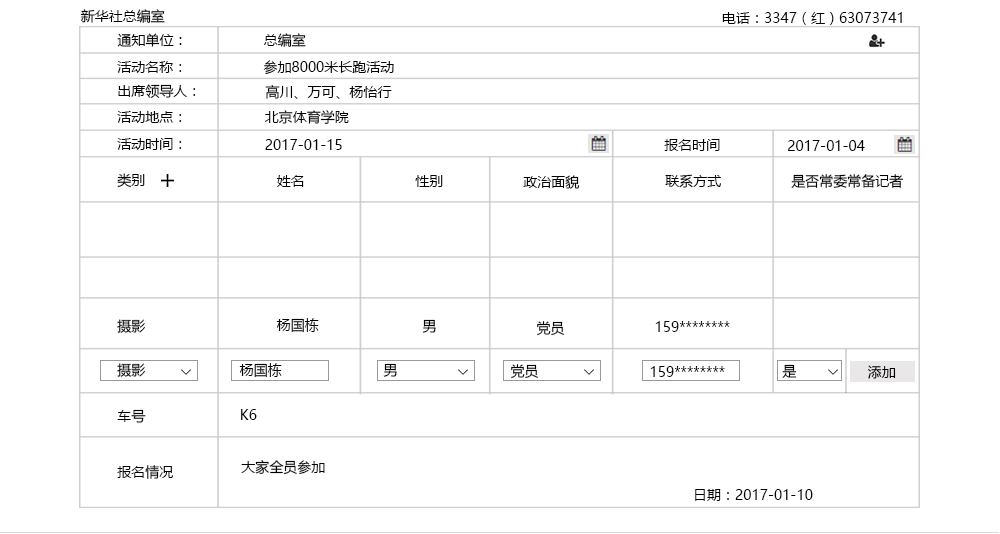 新华社总编室 电话：3347（红）63073741
通知单位： 总编室
活动名称： 参加8000米长跑活动
出席领导人： 高川、万可、杨怡行
活动地点： 北京体育学院
活动时间： 2017-01-15 报名时间 2017-01-04
类别 姓名 性别 政治面貌 联系方式 是否常委常备记者
摄影 杨国栋 男 党员 159********
摄影 杨国栋 男 党员 159******** 是 添加
车号 K6
报名情况 大家全员参加
日期：2017-01-10